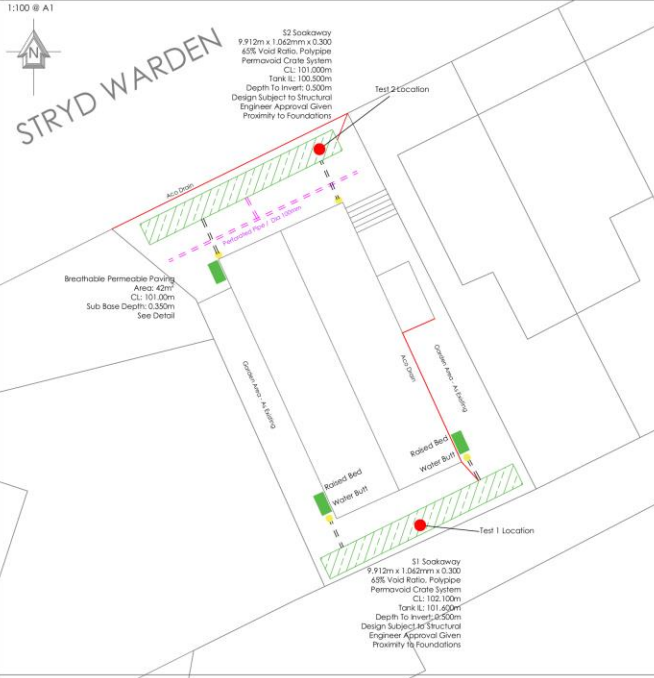 1:100 @ A1
N
STRYD WARDEN
S2 Soakaway
9.912m x 1.062mm x 0.300
65% Void Ratio, Polypipe
Permavoid Crate System
CL: 101.000m
Tank IL: 100.500m
Depth To Invert: 0.500m
Design Subject to Structural
Engineer Approval Given
Proximity to Foundations
Test 2 Location
Aco Drain
Perforated Pipe / Dia 100mm
Breathable Permeable Paving
Area: 42m²
CL: 101.00m
Sub Base Depth: 0.350m
See Detail
Garden Area - As Existing
Aco Drain
Garden Area - As Existing
Raised Bed
Water Butt
Raised Bed
Water Butt
Test 1 Location
S1 Soakaway
9.912m x 1.062mm x 0.300
65% Void Ratio, Polypipe
Permavoid Crate System
CL: 102.100m
Tank IL: 101.600m
Depth To Invert: 0.500m
Design Subject to Structural
Engineer Approval Given
Proximity to Foundations